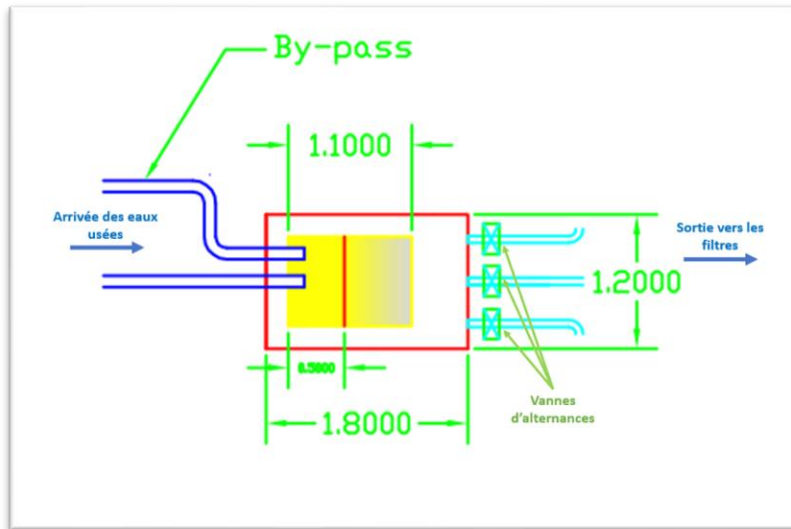 By-pass
1.1000
Arrivée des eaux
usées
Sortie vers les
filtres
1.2000
0.5000
Vannes
d'alternances
1.8000